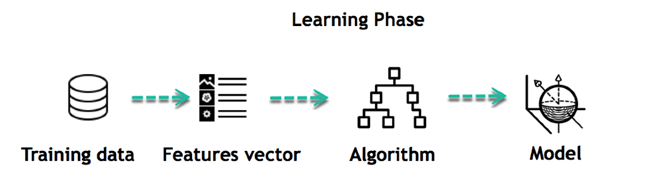 Learning Phase
Training data
Features vector
Algorithm
Model